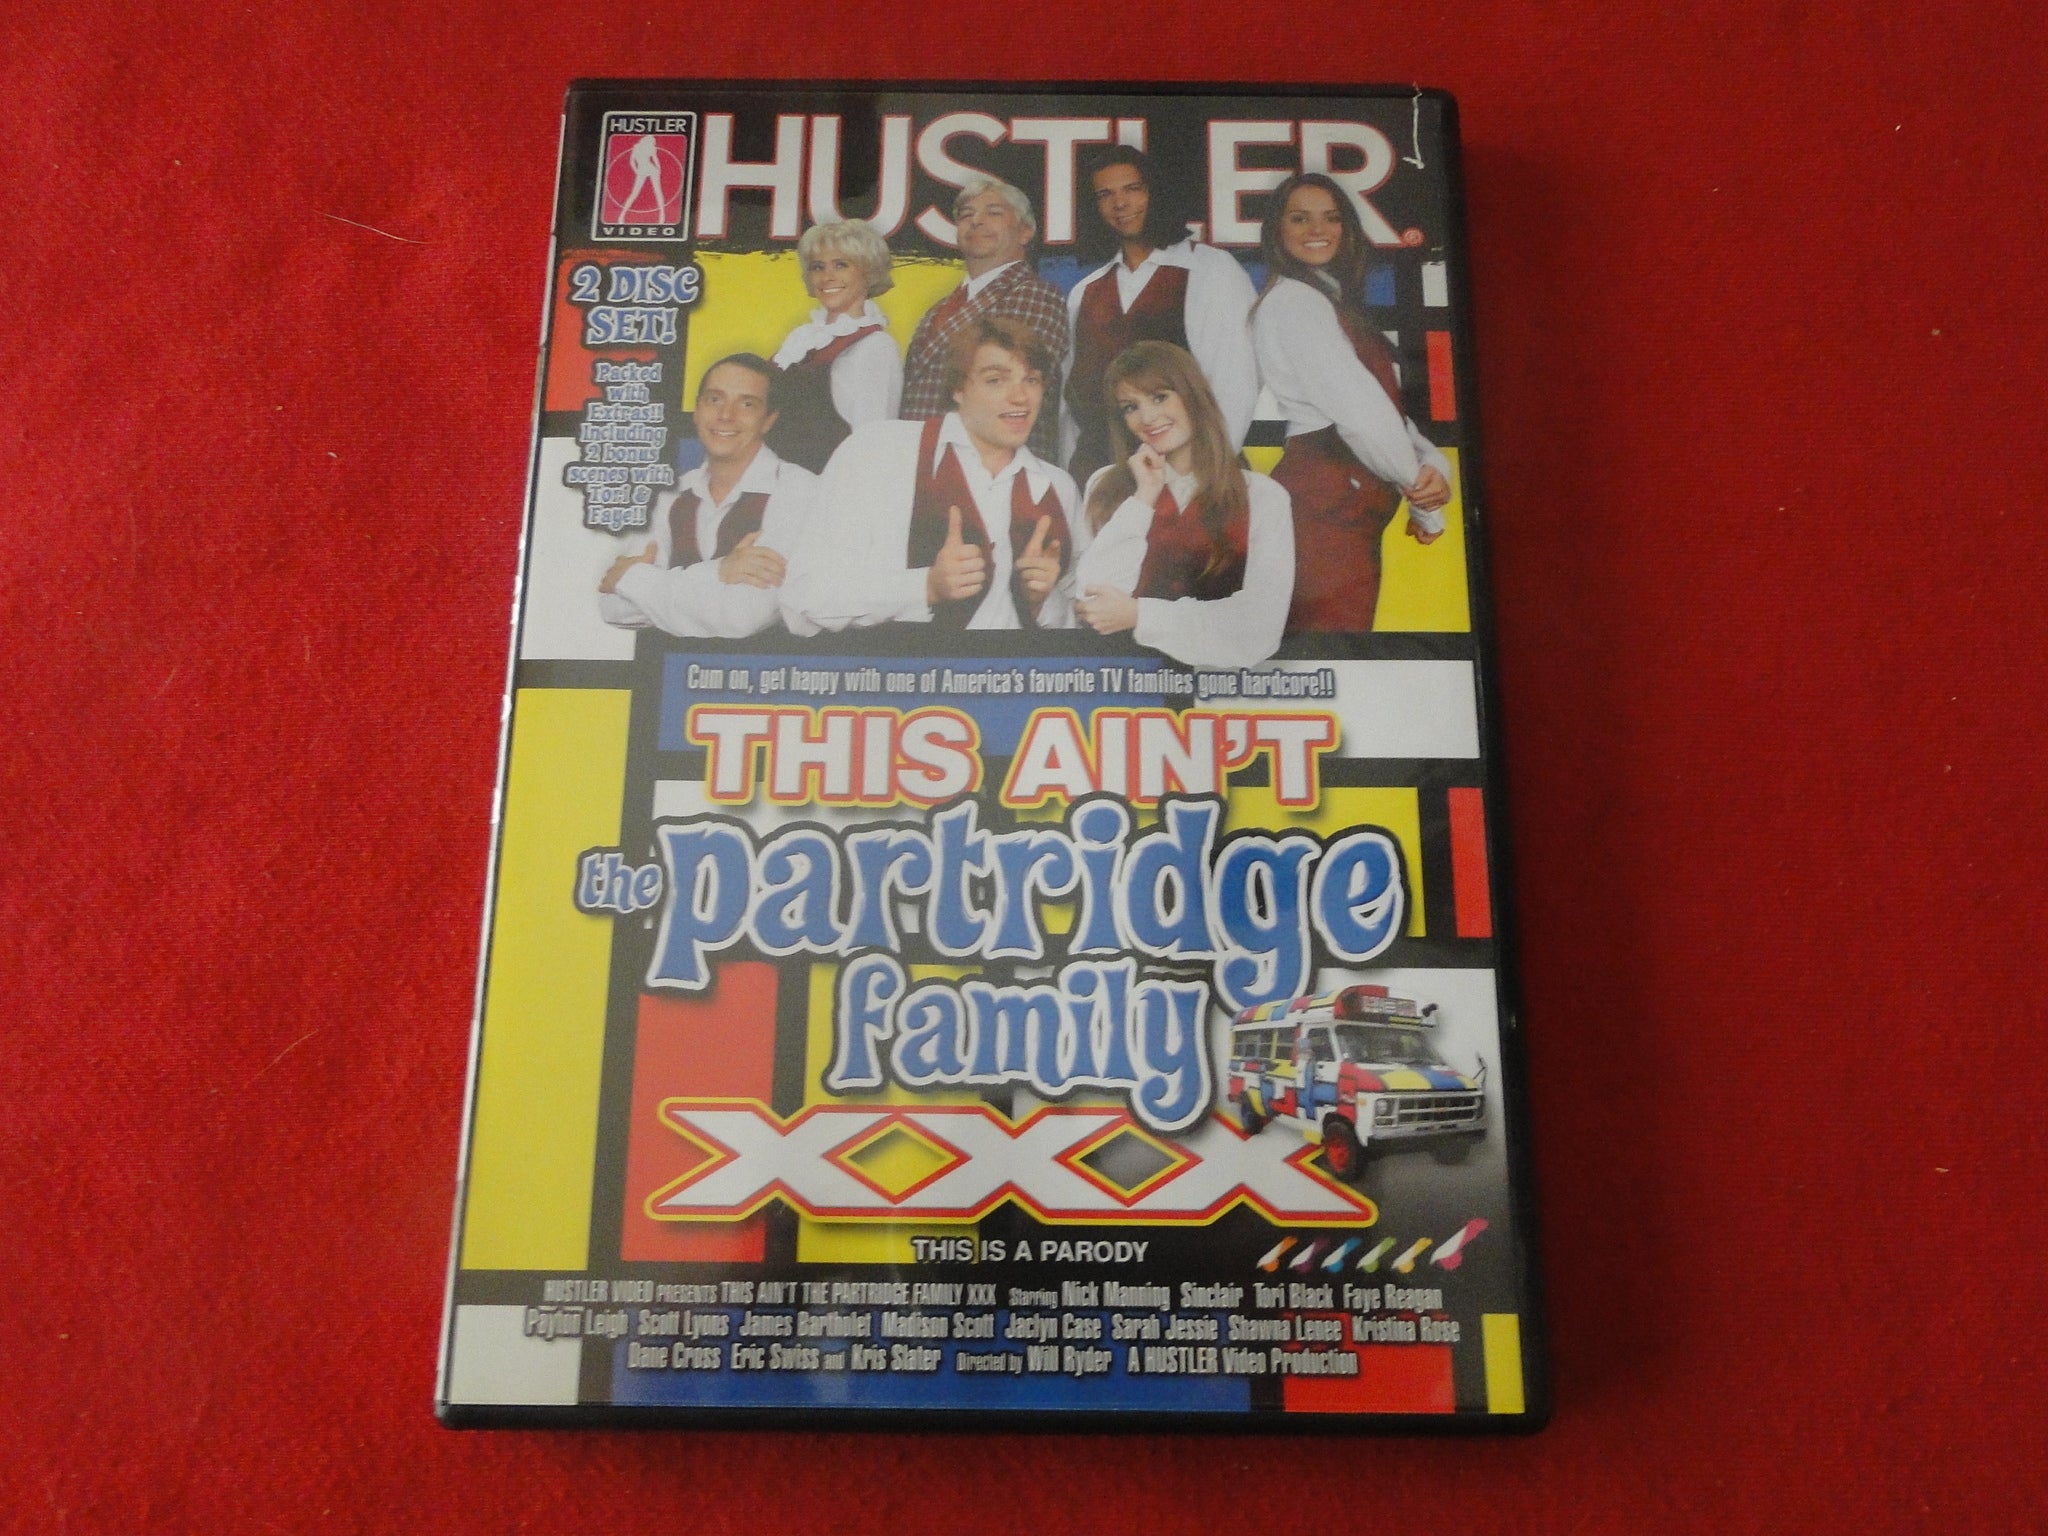 HUSTLER
VIDEO
HUSTLER®
2 DISC
SET!
Packed
with
Extras!!
Including
2 bonus
scenes with
Tori &
Faye!!
Cum on, get happy with one of America's favorite TV families gone hardcore!!
THIS AIN'T
the partridge
family
XXX
THIS IS A PARODY
HUSTLER VIDEO PRESENTS THIS AIN'T THE PARTRIDGE FAMILY XXX Starring Nick Manning Sinclair Tori Black Faye Reagan
Payton Leigh Scott Lyons James Bartholet Madison Scott Jaclyn Case Sarah Jessie Shawna Lenee Kristina Rose
Dane Cross Eric Swiss and Kris Slater Directed by Will Ryder A HUSTLER Video Production